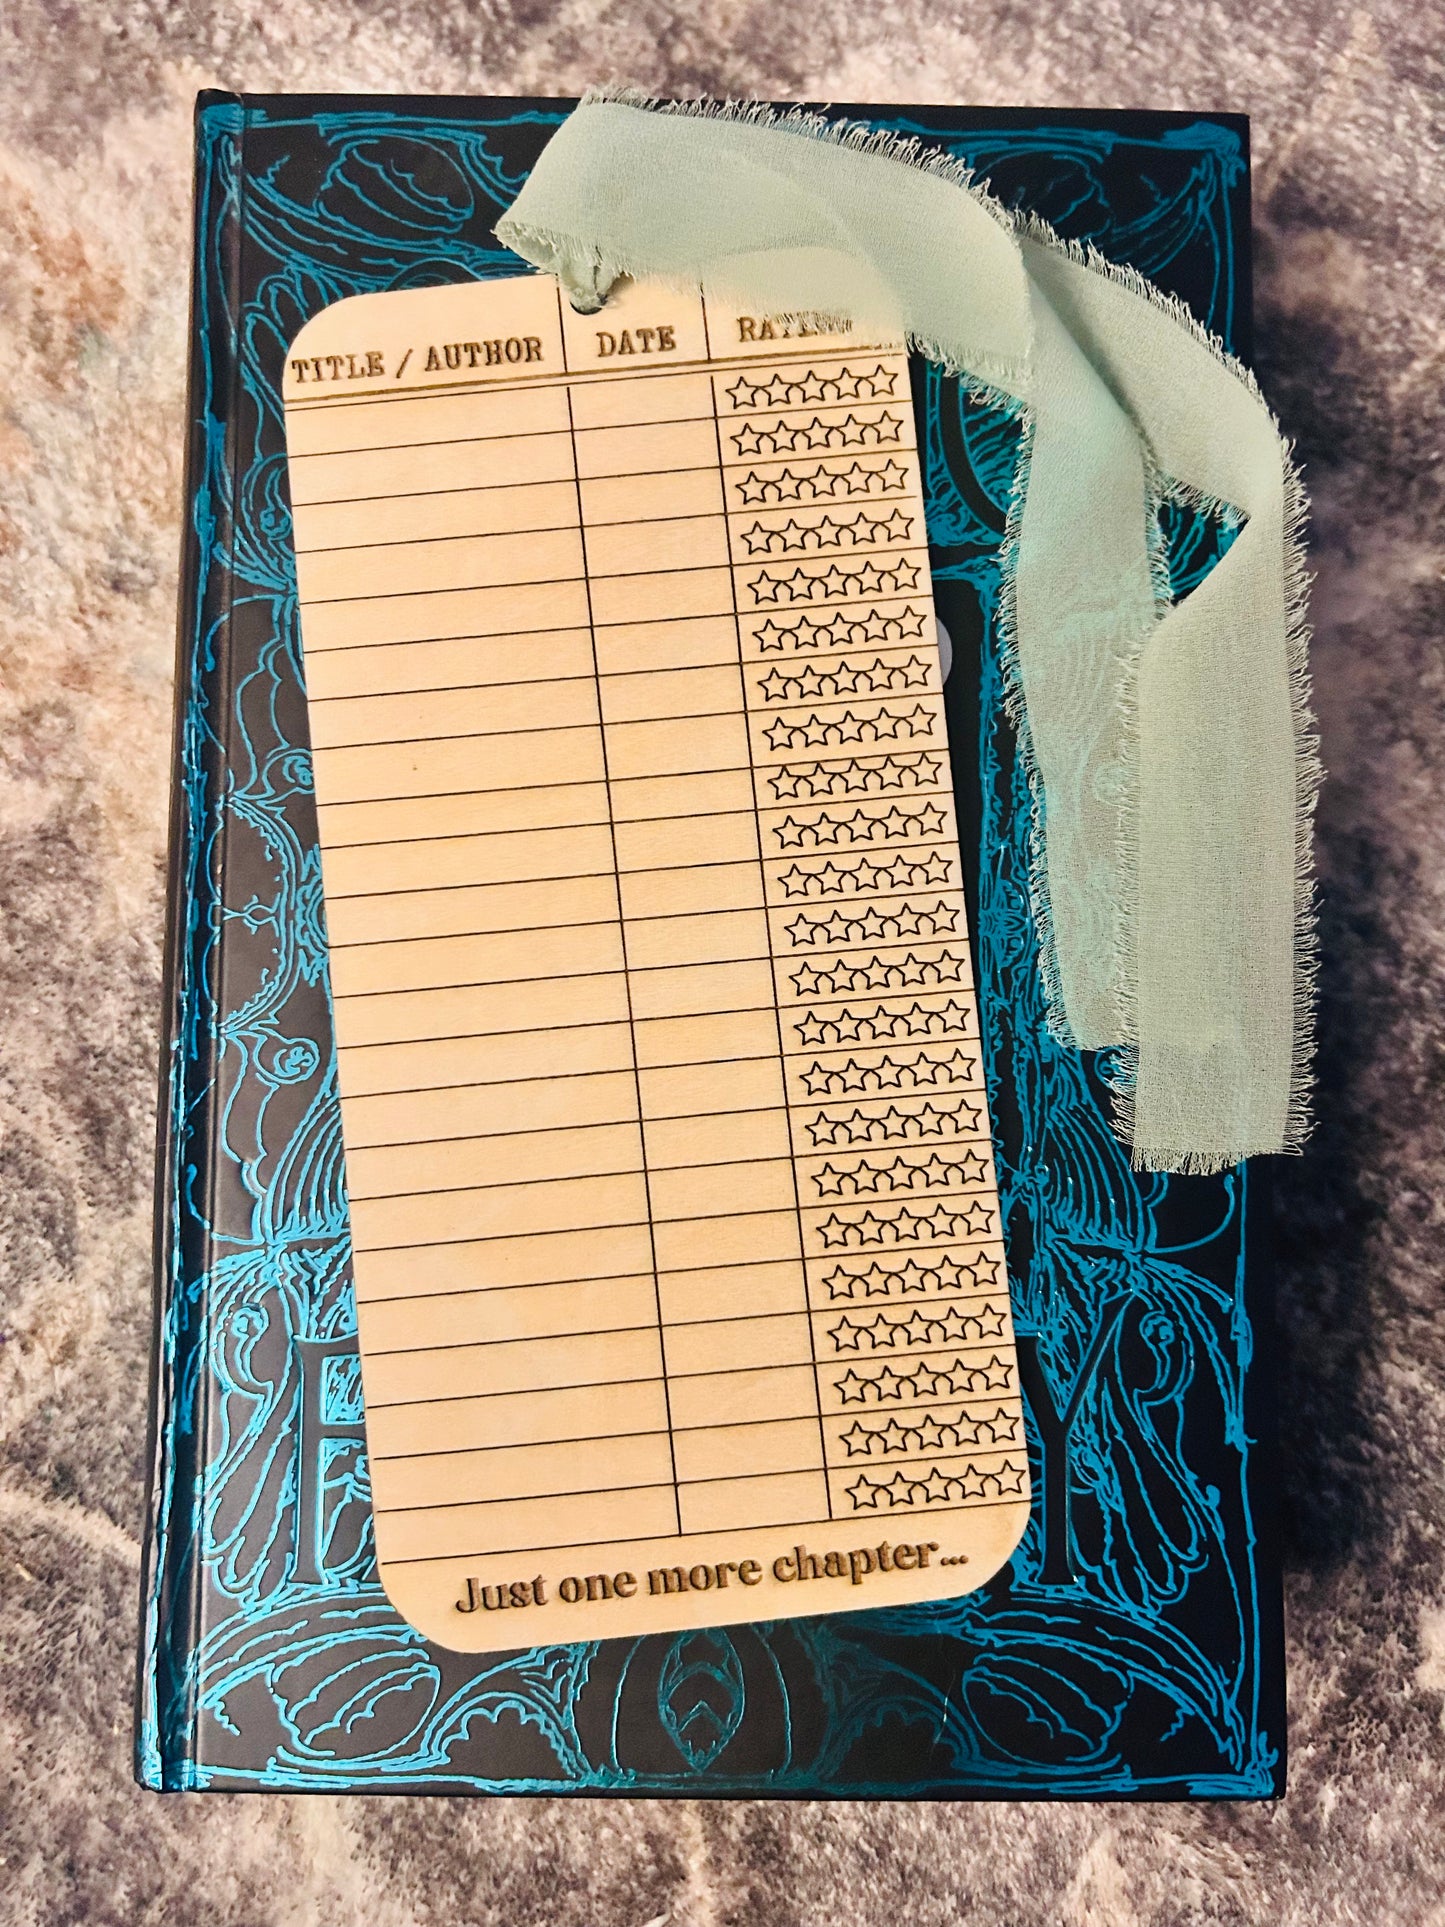 TITLE / AUTHOR DATE
Just one more chapter...
E Y